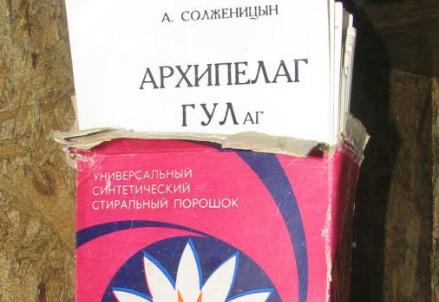 А. СОЛЖЕНИЦЫН
АРХИПЕЛАГ
ГУЛаг
УНИВЕРСАЛЬНЫЙ
СИНТЕТИЧЕСКИЙ
СТИРАЛЬНЫЙ ПОРОШОК